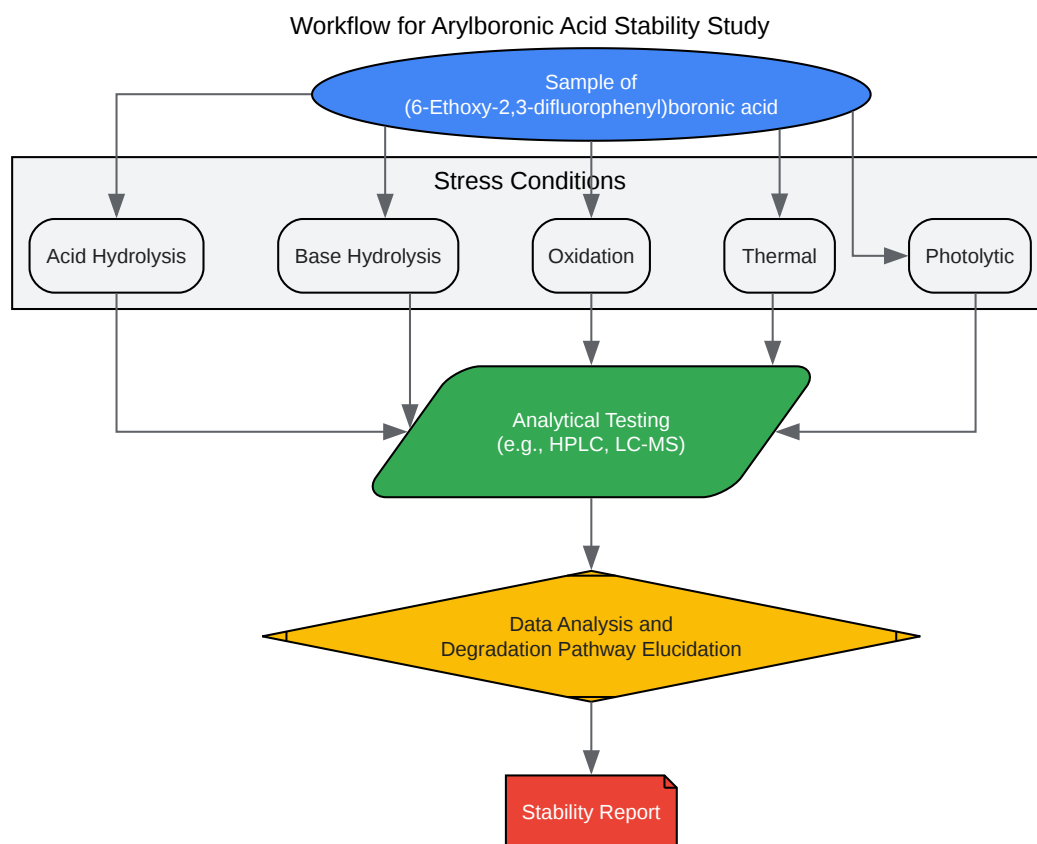 Workflow for Arylboronic Acid Stability Study
Sample of
(6-Ethoxy-2,3-difluorophenyl)boronic acid
Stress Conditions
Acid Hydrolysis
Base Hydrolysis
Oxidation
Thermal
Photolytic
Analytical Testing
(e.g., HPLC, LC-MS)
Data Analysis and
Degradation Pathway Elucidation
Stability Report